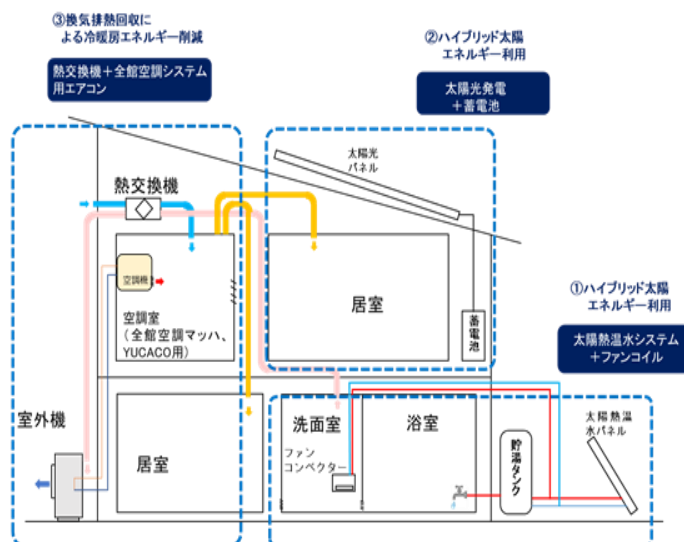 ③換気排熱回収に
よる冷暖房エネルギー削減
熱交換機＋全館空調システム
用エアコン
②ハイブリッド太陽
エネルギー利用
太陽光発電
＋蓄電池
太陽光
パネル
熱交換機
空調機
空調室
（全館空調マッハ、
YUCACO用）
居室
蓄電池
①ハイブリッド太陽
エネルギー利用
太陽熱温水システム
＋ファンコイル
室外機
居室
洗面室
ファン
コンベクター
浴室
貯湯タンク
太陽熱温
水パネル